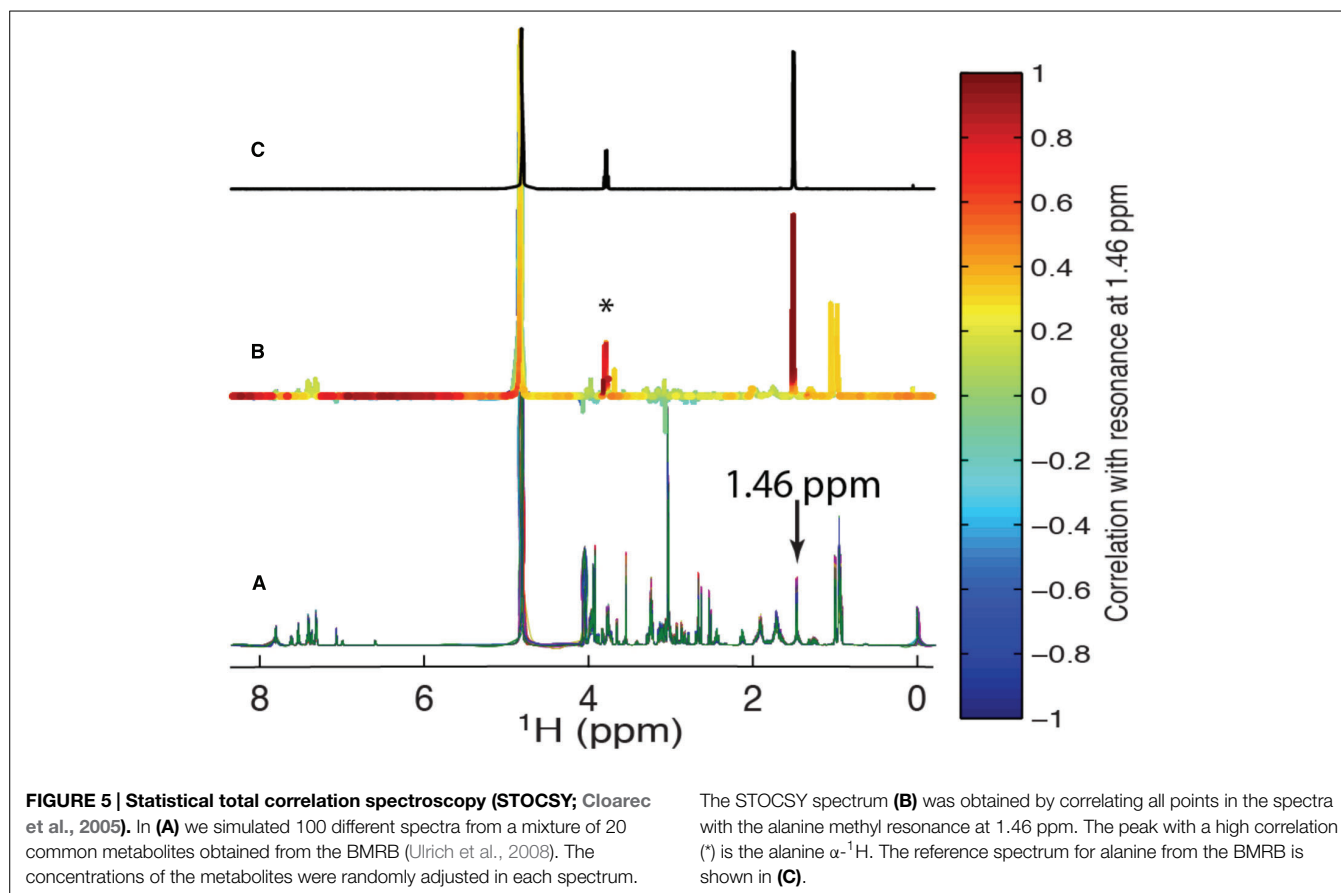 C
*
B
1.46 ppm
A
8 6 4 2 0
¹H (ppm)
1
0.8
0.6
0.4
0.2
0
−0.2
−0.4
−0.6
−0.8
−1
Correlation with resonance at 1.46 ppm
FIGURE 5 | Statistical total correlation spectroscopy (STOCSY; Cloarec
et al., 2005). In (A) we simulated 100 different spectra from a mixture of 20
common metabolites obtained from the BMRB (Ulrich et al., 2008). The
concentrations of the metabolites were randomly adjusted in each spectrum.
The STOCSY spectrum (B) was obtained by correlating all points in the spectra
with the alanine methyl resonance at 1.46 ppm. The peak with a high correlation
(*) is the alanine α-¹H. The reference spectrum for alanine from the BMRB is
shown in (C).